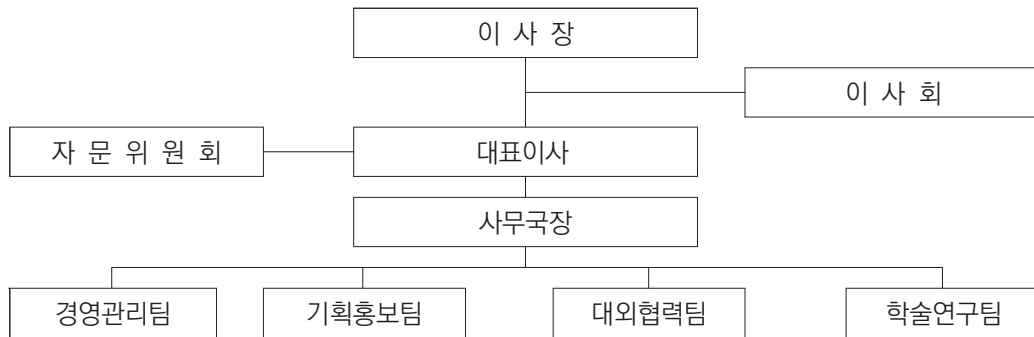 이 사 장
이 사 회
자 문 위 원 회
대표이사
사무국장
경영관리팀
기획홍보팀
대외협력팀
학술연구팀